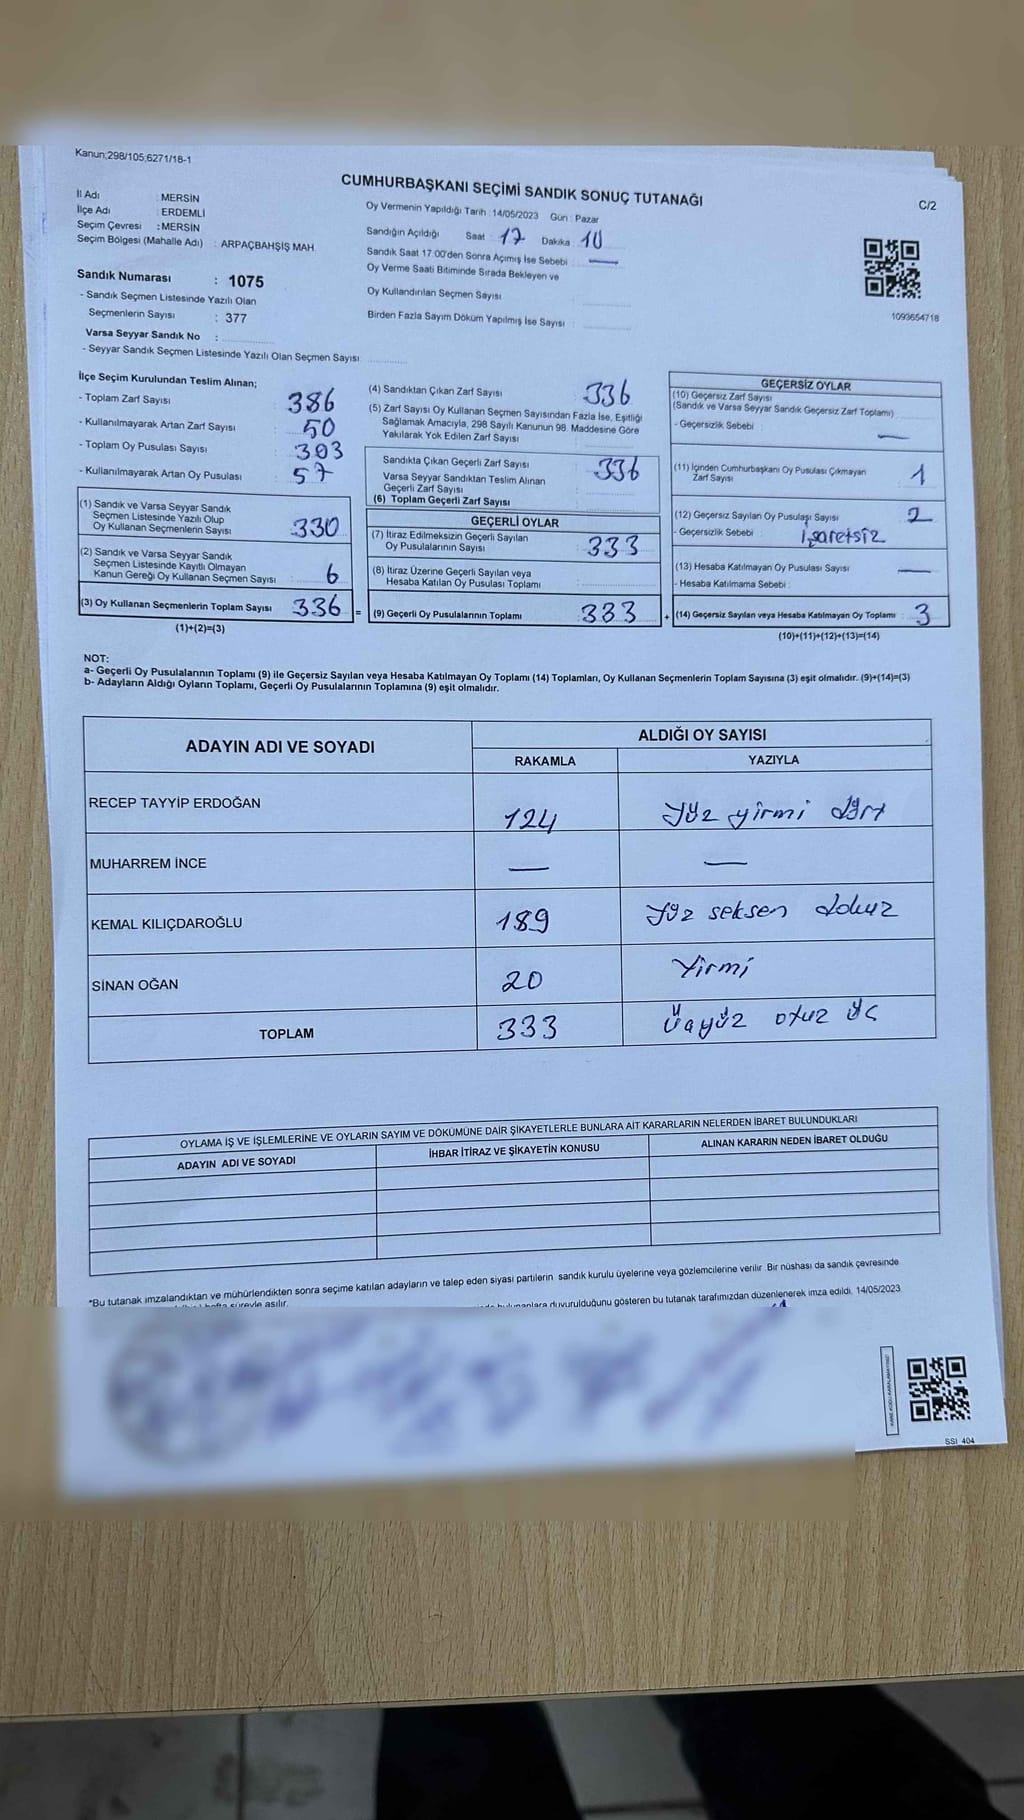 Kanun;298/105;6271/18-1
CUMHURBAŞKANI SEÇİMİ SANDIK SONUÇ TUTANAĞI
C/2
İl Adı : MERSİN
İlçe Adı : ERDEMLİ
Seçim Çevresi : MERSİN
Seçim Bölgesi (Mahalle Adı) : ARPAÇBAHŞİŞ MAH.
Oy Vermenin Yapıldığı Tarih : 14/05/2023 Gün : Pazar
Sandığın Açıldığı Saat 17 Dakika 10
Sandık Saat 17:00'den Sonra Açımış İse Sebebi : —
Oy Verme Saati Bitiminde Sırada Bekleyen ve
Oy Kullandırılan Seçmen Sayısı :
Birden Fazla Sayım Döküm Yapılmış İse Sayısı :
1093654718
Sandık Numarası : 1075
- Sandık Seçmen Listesinde Yazılı Olan
Seçmenlerin Sayısı : 377
Varsa Seyyar Sandık No :
- Seyyar Sandık Seçmen Listesinde Yazılı Olan Seçmen Sayısı:
İlçe Seçim Kurulundan Teslim Alınan;
- Toplam Zarf Sayısı 386
- Kullanılmayarak Artan Zarf Sayısı 50
- Toplam Oy Pusulası Sayısı 393
- Kullanılmayarak Artan Oy Pusulası 57
(1) Sandık ve Varsa Seyyar Sandık
Seçmen Listesinde Yazılı Olup
Oy Kullanan Seçmenlerin Sayısı 330
(2) Sandık ve Varsa Seyyar Sandık
Seçmen Listesinde Kayıtlı Olmayan
Kanun Gereği Oy Kullanan Seçmen Sayısı 6
(3) Oy Kullanan Seçmenlerin Toplam Sayısı 336 =
(1)+(2)=(3)
(4) Sandıktan Çıkan Zarf Sayısı 336
(5) Zarf Sayısı Oy Kullanan Seçmen Sayısından Fazla İse, Eşitliği
Sağlamak Amacıyla, 298 Sayılı Kanunun 98. Maddesine Göre
Yakılarak Yok Edilen Zarf Sayısı
Sandıkta Çıkan Geçerli Zarf Sayısı 336
Varsa Seyyar Sandıktan Teslim Alınan
Geçerli Zarf Sayısı
(6) Toplam Geçerli Zarf Sayısı
GEÇERLİ OYLAR
(7) İtiraz Edilmeksizin Geçerli Sayılan
Oy Pusulalarının Sayısı 333
(8) İtiraz Üzerine Geçerli Sayılan veya
Hesaba Katılan Oy Pusulası Toplamı
(9) Geçerli Oy Pusulalarının Toplamı 333 +
GEÇERSİZ OYLAR
(10) Geçersiz Zarf Sayısı
(Sandık ve Varsa Seyyar Sandık Geçersiz Zarf Toplamı)
- Geçersizlik Sebebi : —
(11) İçinden Cumhurbaşkanı Oy Pusulası Çıkmayan
Zarf Sayısı 1
(12) Geçersiz Sayılan Oy Pusulası Sayısı 2
- Geçersizlik Sebebi : işaretsiz
(13) Hesaba Katılmayan Oy Pusulası Sayısı —
- Hesaba Katılmama Sebebi :
(14) Geçersiz Sayılan veya Hesaba Katılmayan Oy Toplamı : 3
(10)+(11)+(12)+(13)=(14)
NOT:
a- Geçerli Oy Pusulalarının Toplamı (9) ile Geçersiz Sayılan veya Hesaba Katılmayan Oy Toplamı (14) Toplamları, Oy Kullanan Seçmenlerin Toplam Sayısına (3) eşit olmalıdır. (9)+(14)=(3)
b- Adayların Aldığı Oyların Toplamı, Geçerli Oy Pusulalarının Toplamına (9) eşit olmalıdır.
ADAYIN ADI VE SOYADI
ALDIĞI OY SAYISI
RAKAMLA YAZIYLA
RECEP TAYYİP ERDOĞAN 124 Yüz yirmi dört
MUHARREM İNCE — —
KEMAL KILIÇDAROĞLU 189 Yüz seksen dokuz
SİNAN OĞAN 20 Yirmi
TOPLAM 333 Üçyüz otuz üç
OYLAMA İŞ VE İŞLEMLERİNE VE OYLARIN SAYIM VE DÖKÜMÜNE DAİR ŞİKAYETLERLE BUNLARA AİT KARARLARIN NELERDEN İBARET BULUNDUKLARI
ADAYIN ADI VE SOYADI İHBAR İTİRAZ VE ŞİKAYETİN KONUSU ALINAN KARARIN NEDEN İBARET OLDUĞU
*Bu tutanak imzalandıktan ve mühürlendikten sonra seçime katılan adayların ve talep eden siyasi partilerin sandık kurulu üyelerine veya gözlemcilerine verilir. Bir nüshası da sandık çevresinde
hafta süreyle asılır. bulunanlara duyurulduğunu gösteren bu tutanak tarafımızdan düzenlenerek imza edildi. 14/05/2023
SSI 404